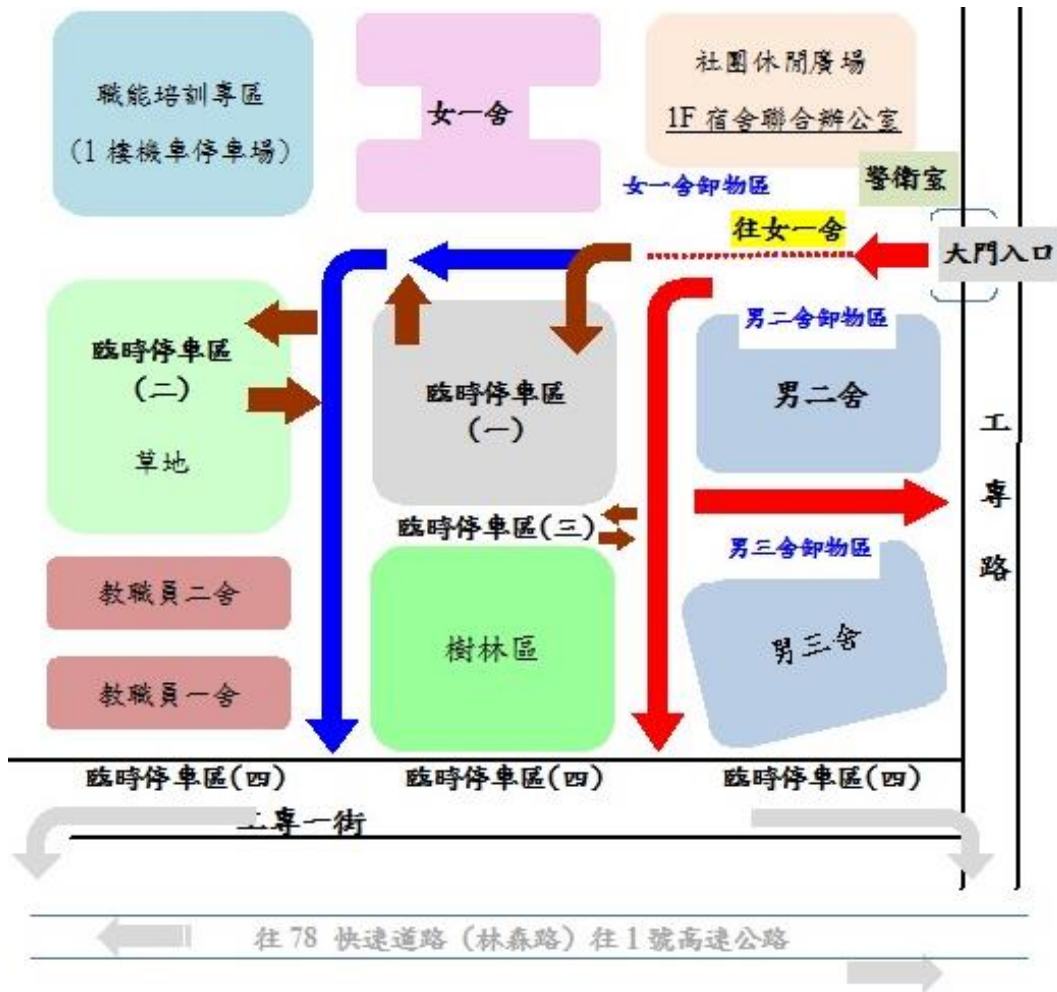 職能培訓專區
(1 樓機車停車場)
女一舍
社團休閒廣場
1F 宿舍聯合辦公室
女一舍卸物區
警衛室
往女一舍
大門入口
臨時停車區
(二)
草地
臨時停車區
(一)
男二舍卸物區
男二舍
工
專
路
臨時停車區(三)
男三舍卸物區
教職員二舍
樹林區
男三舍
教職員一舍
臨時停車區(四)
臨時停車區(四)
臨時停車區(四)
工專一街
往 78 快速道路 (林森路) 往 1 號高速公路